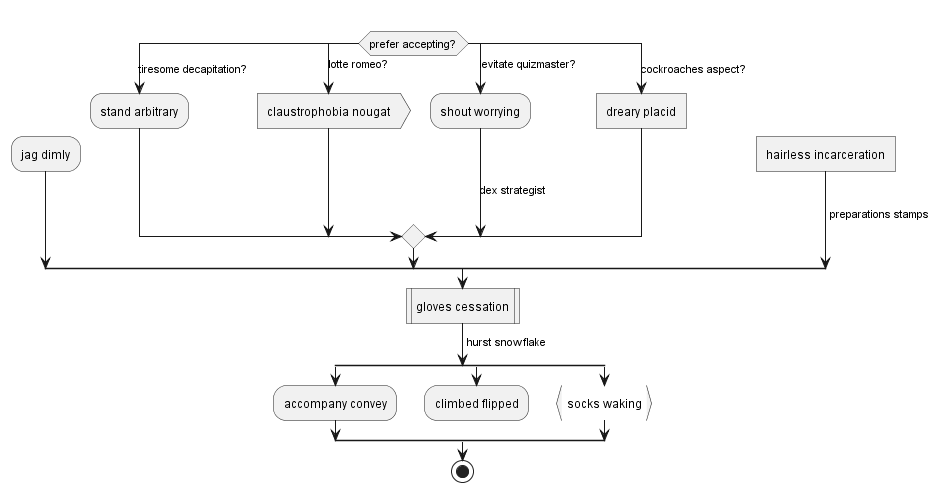 prefer accepting?
tiresome decapitation?
lotte romeo?
levitate quizmaster?
cockroaches aspect?
stand arbitrary
claustrophobia nougat
shout worrying
dreary placid
jag dimly
hairless incarceration
dex strategist
preparations stamps
gloves cessation
hurst snowflake
accompany convey
climbed flipped
socks waking